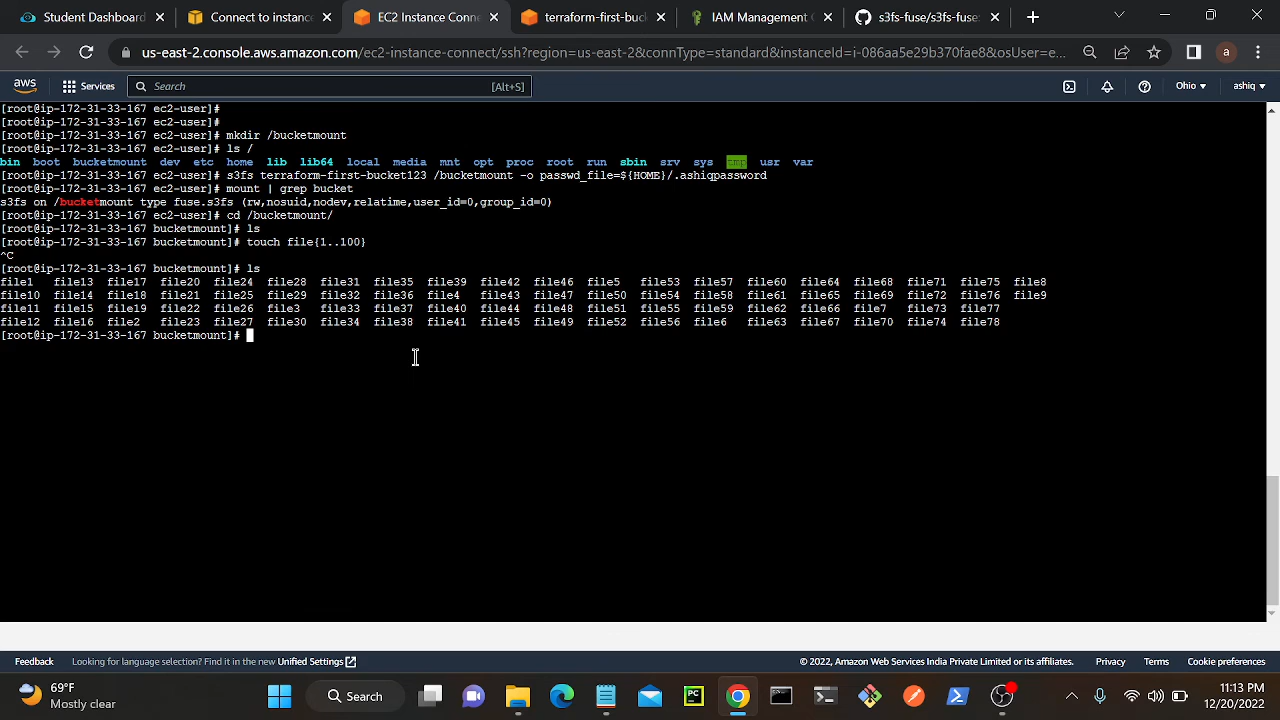 Student Dashboard
Connect to instanc
EC2 Instance Conn
terraform-first-buc
IAM Management
s3fs-fuse/s3fs-fuse:
us-east-2.console.aws.amazon.com/ec2-instance-connect/ssh?region=us-east-2&connType=standard&instanceId=i-086aa5e29b370fae8&osUser=e...
a
aws
Services
Search
[Alt+S]
Ohio
ashiq
[root@ip-172-31-33-167 ec2-user]#
[root@ip-172-31-33-167 ec2-user]#
[root@ip-172-31-33-167 ec2-user]# mkdir /bucketmount
[root@ip-172-31-33-167 ec2-user]# ls /
bin boot bucketmount dev etc home lib lib64 local media mnt opt proc root run sbin srv sys tmp usr var
[root@ip-172-31-33-167 ec2-user]# s3fs terraform-first-bucket123 /bucketmount -o passwd_file=${HOME}/.ashiqpassword
[root@ip-172-31-33-167 ec2-user]# mount | grep bucket
s3fs on /bucketmount type fuse.s3fs (rw,nosuid,nodev,relatime,user_id=0,group_id=0)
[root@ip-172-31-33-167 ec2-user]# cd /bucketmount/
[root@ip-172-31-33-167 bucketmount]# ls
[root@ip-172-31-33-167 bucketmount]# touch file{1..100}
^C
[root@ip-172-31-33-167 bucketmount]# ls
file1 file13 file17 file20 file24 file28 file31 file35 file39 file42 file46 file5 file53 file57 file60 file64 file68 file71 file75 file8
file10 file14 file18 file21 file25 file29 file32 file36 file4 file43 file47 file50 file54 file58 file61 file65 file69 file72 file76 file9
file11 file15 file19 file22 file26 file3 file33 file37 file40 file44 file48 file51 file55 file59 file62 file66 file7 file73 file77
file12 file16 file2 file23 file27 file30 file34 file38 file41 file45 file49 file52 file56 file6 file63 file67 file70 file74 file78
[root@ip-172-31-33-167 bucketmount]#
Feedback
Looking for language selection? Find it in the new Unified Settings
© 2022, Amazon Web Services India Private Limited or its affiliates.
Privacy
Terms
Cookie preferences
69°F
Mostly clear
Search
PC
11:13 PM
12/20/2022